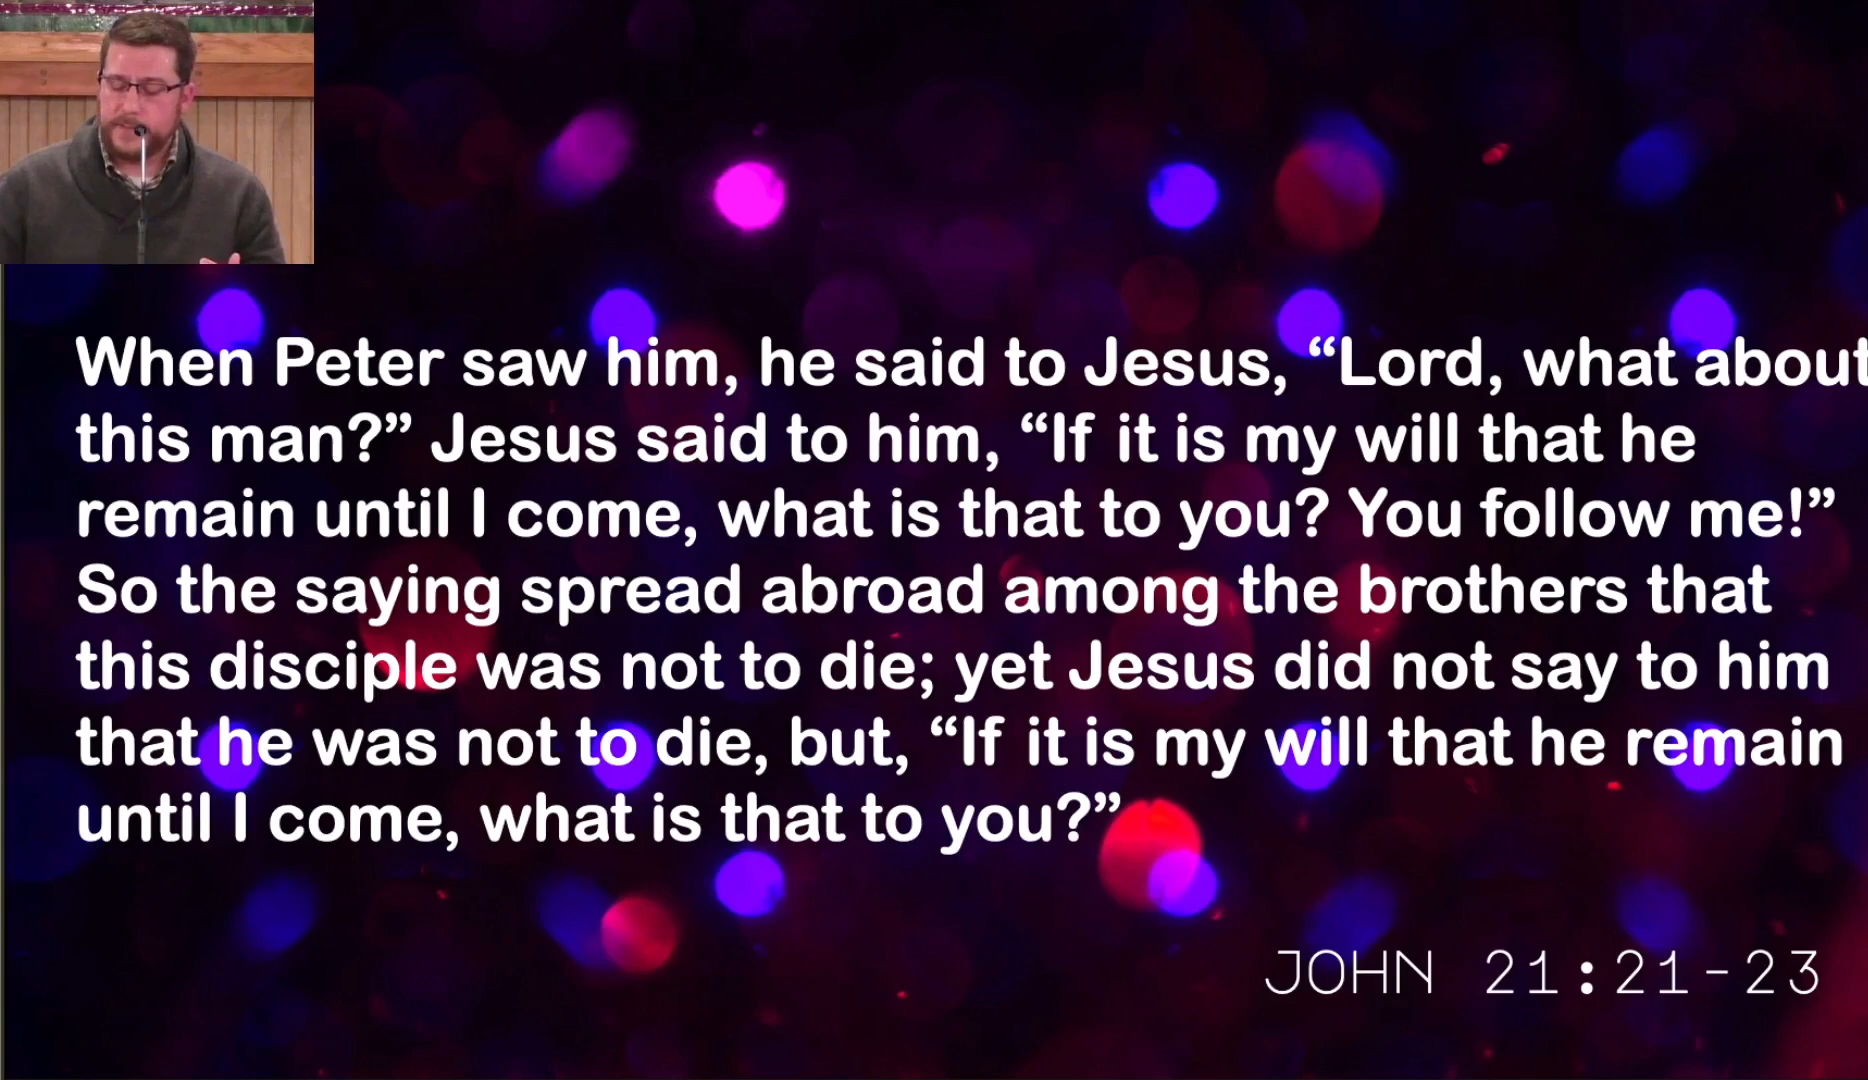 When Peter saw him, he said to Jesus, “Lord, what about
this man?” Jesus said to him, “If it is my will that he
remain until I come, what is that to you? You follow me!”
So the saying spread abroad among the brothers that
this disciple was not to die; yet Jesus did not say to him
that he was not to die, but, “If it is my will that he remain
until I come, what is that to you?”
JOHN 21:21-23